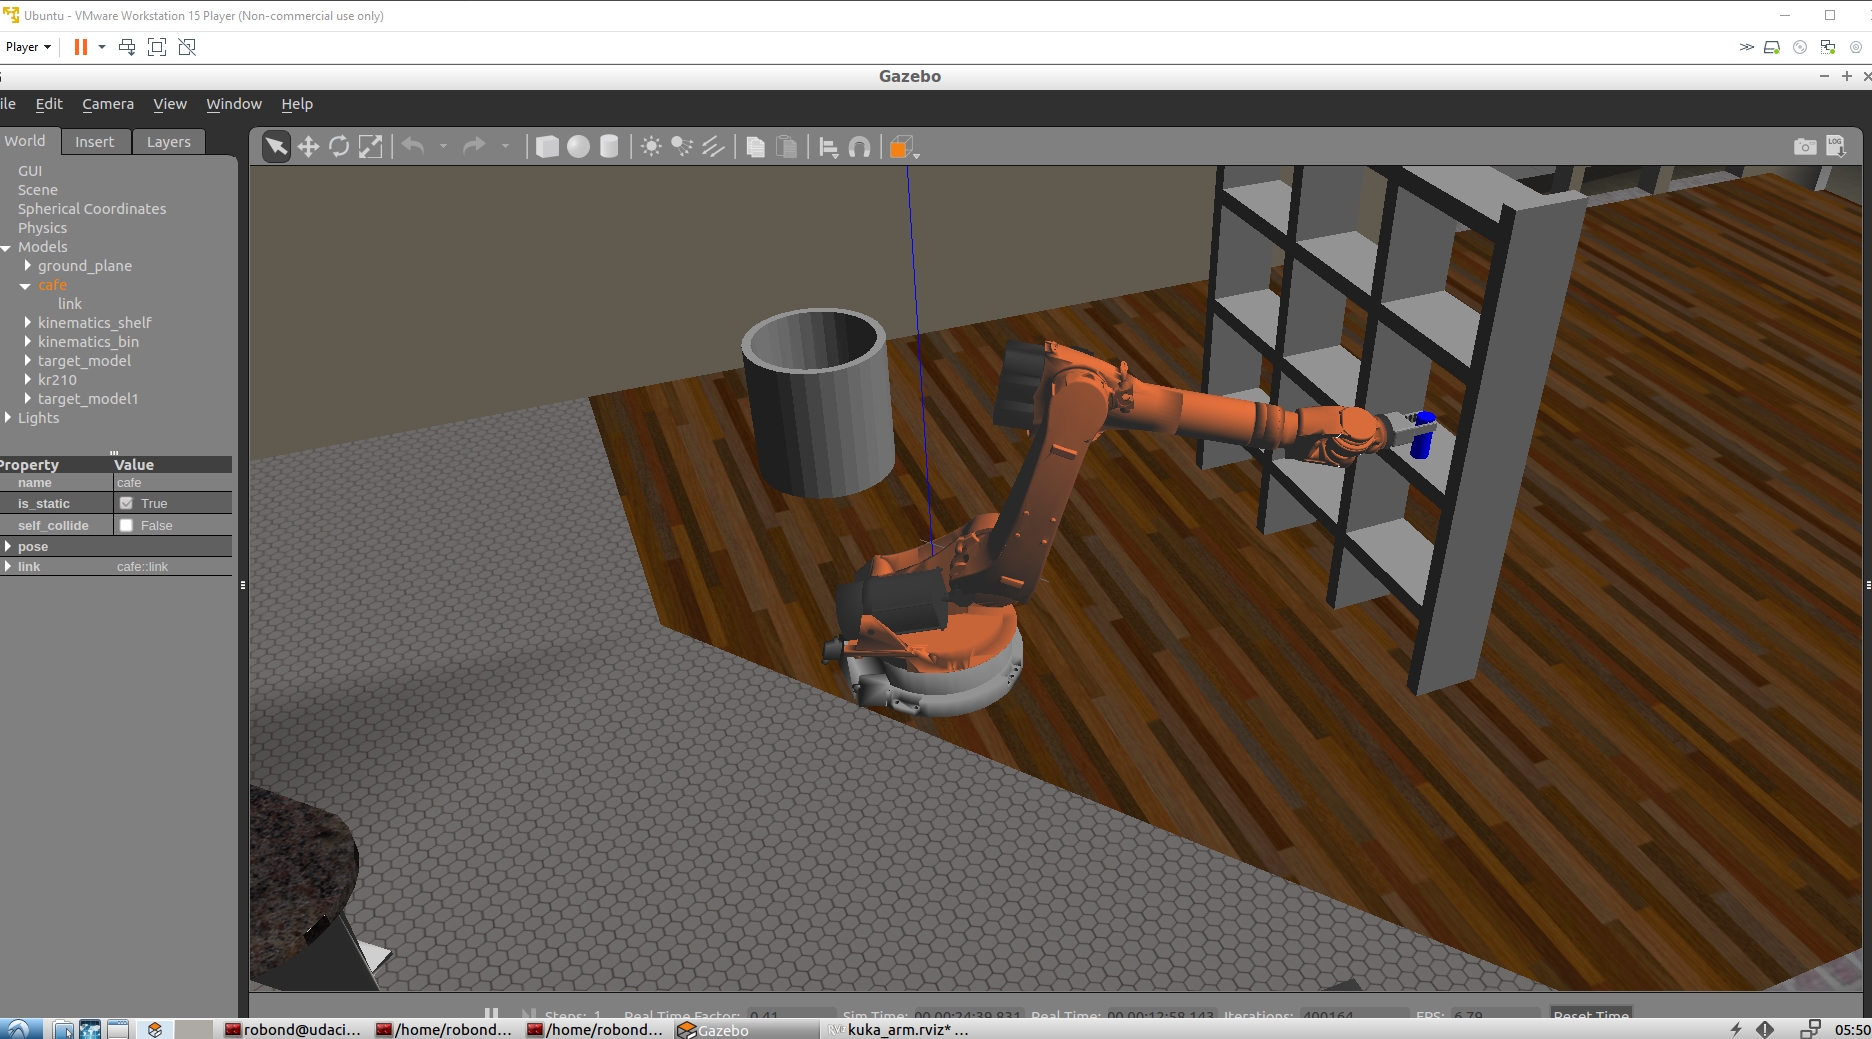 Ubuntu - VMware Workstation 15 Player (Non-commercial use only)
Player
Gazebo
ile Edit Camera View Window Help
World Insert Layers
LOG
GUI
Scene
Spherical Coordinates
Physics
Models
ground_plane
cafe
link
kinematics_shelf
kinematics_bin
target_model
kr210
target_model1
Lights
Property Value
name cafe
is_static True
self_collide False
pose
link cafe::link
Steps: 1 Real Time Factor: 0.41 Sim Time: 00 00:24:39.831 Real Time: 00 00:12:58.143 Iterations: 400164 FPS: 6.79 Reset Time
robond@udaci... /home/robond... /home/robond... Gazebo kuka_arm.rviz* ... 05:50